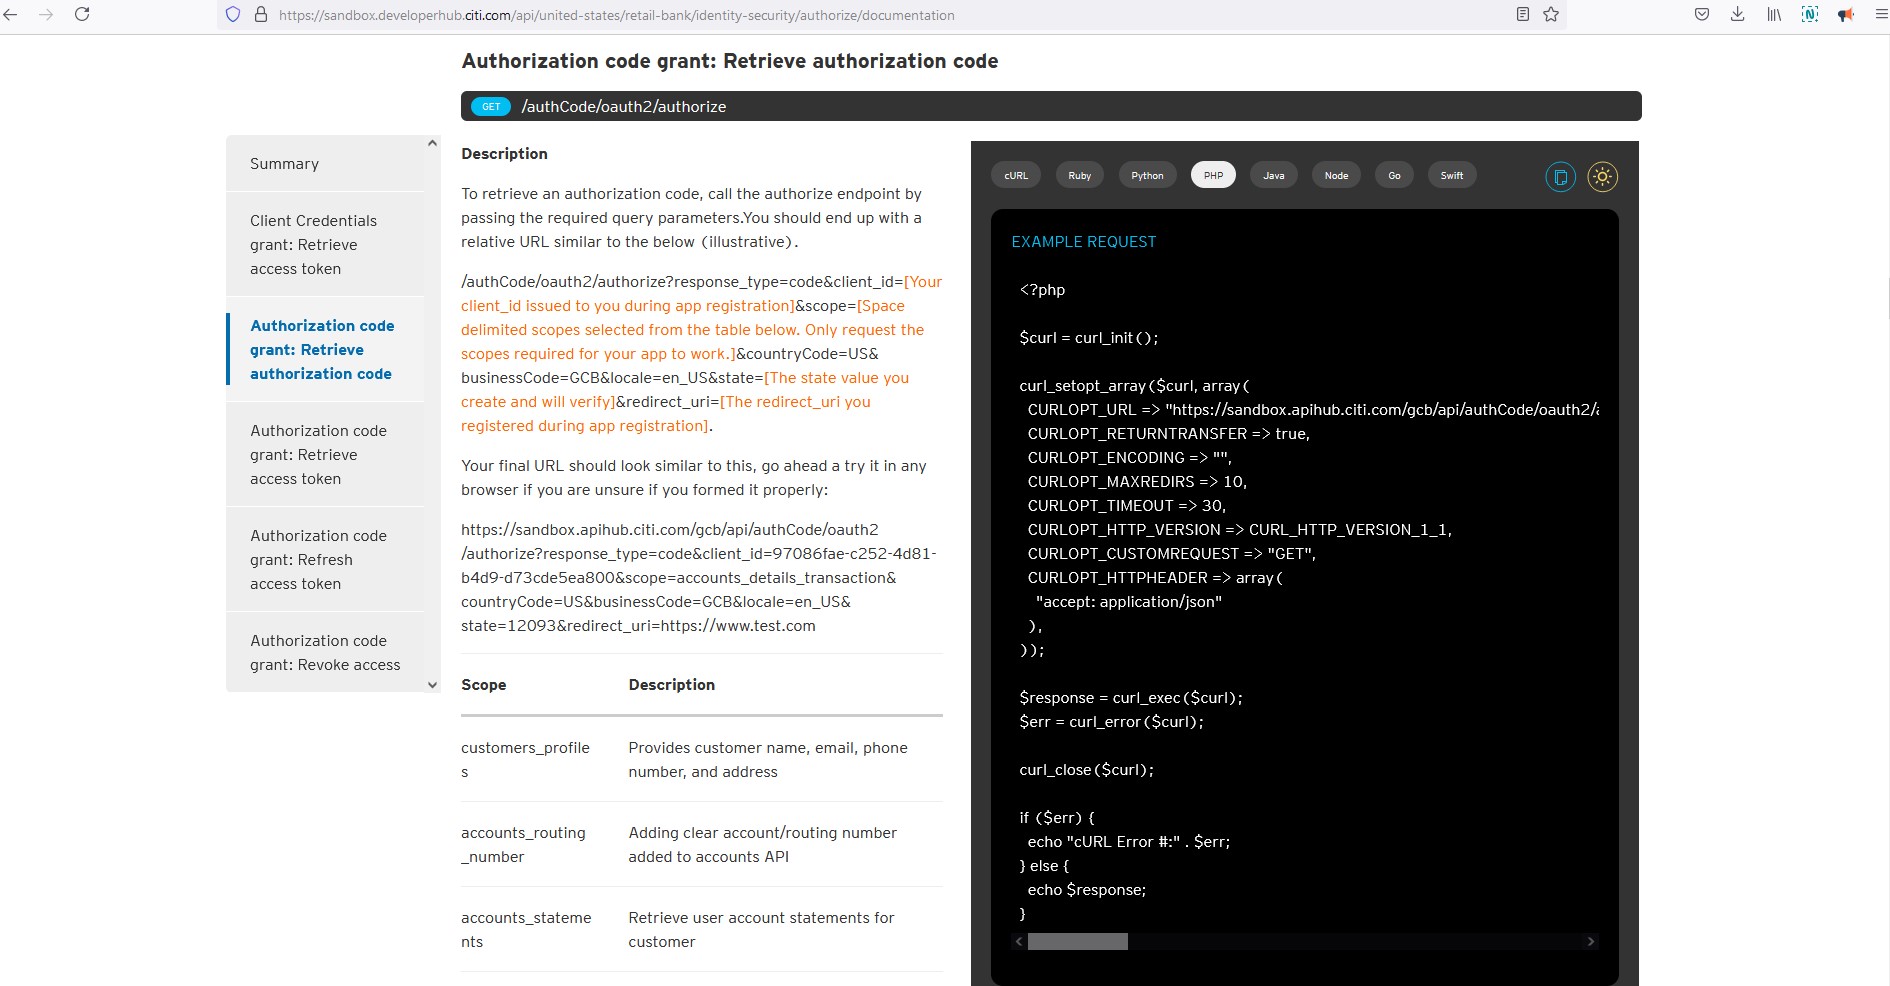 https://sandbox.developerhub.citi.com/api/united-states/retail-bank/identity-security/authorize/documentation
Authorization code grant: Retrieve authorization code
GET /authCode/oauth2/authorize
Summary
Client Credentials
grant: Retrieve
access token
Authorization code
grant: Retrieve
authorization code
Authorization code
grant: Retrieve
access token
Authorization code
grant: Refresh
access token
Authorization code
grant: Revoke access
Description
To retrieve an authorization code, call the authorize endpoint by
passing the required query parameters.You should end up with a
relative URL similar to the below (illustrative).
/authCode/oauth2/authorize?response_type=code&client_id=[Your
client_id issued to you during app registration]&scope=[Space
delimited scopes selected from the table below. Only request the
scopes required for your app to work.]&countryCode=US&
businessCode=GCB&locale=en_US&state=[The state value you
create and will verify]&redirect_uri=[The redirect_uri you
registered during app registration].
Your final URL should look similar to this, go ahead a try it in any
browser if you are unsure if you formed it properly:
https://sandbox.apihub.citi.com/gcb/api/authCode/oauth2
/authorize?response_type=code&client_id=97086fae-c252-4d81-
b4d9-d73cde5ea800&scope=accounts_details_transaction&
countryCode=US&businessCode=GCB&locale=en_US&
state=12093&redirect_uri=https://www.test.com
Scope Description
customers_profile Provides customer name, email, phone
s number, and address
accounts_routing Adding clear account/routing number
_number added to accounts API
accounts_stateme Retrieve user account statements for
nts customer
cURL Ruby Python PHP Java Node Go Swift
EXAMPLE REQUEST
<?php
$curl = curl_init();
curl_setopt_array($curl, array(
CURLOPT_URL => "https://sandbox.apihub.citi.com/gcb/api/authCode/oauth2/a
CURLOPT_RETURNTRANSFER => true,
CURLOPT_ENCODING => "",
CURLOPT_MAXREDIRS => 10,
CURLOPT_TIMEOUT => 30,
CURLOPT_HTTP_VERSION => CURL_HTTP_VERSION_1_1,
CURLOPT_CUSTOMREQUEST => "GET",
CURLOPT_HTTPHEADER => array(
"accept: application/json"
),
));
$response = curl_exec($curl);
$err = curl_error($curl);
curl_close($curl);
if ($err) {
echo "cURL Error #:" . $err;
} else {
echo $response;
}